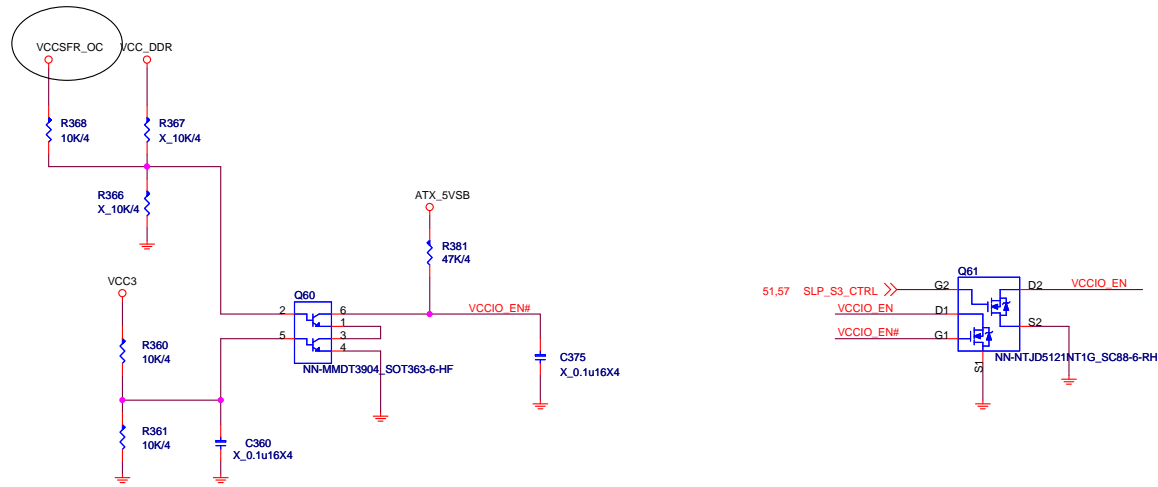 VCCSFR_OC
VCC_DDR
R368
10K/4
R367
X_10K/4
R366
X_10K/4
ATX_5VSB
R381
47K/4
VCC3
Q60
2
6
1
5
3
4
VCCIO_EN#
NN-MMDT3904_SOT363-6-HF
R360
10K/4
C375
X_0.1u16X4
R361
10K/4
C360
X_0.1u16X4
Q61
51,57 SLP_S3_CTRL
G2
D2
VCCIO_EN
VCCIO_EN
D1
S2
VCCIO_EN#
G1
NN-NTJD5121NT1G_SC88-6-RH
S1